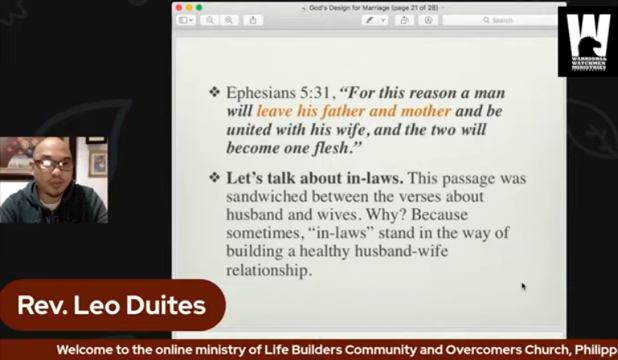 God's Design for Marriage (page 21 of 28)
Search
W
WARRIORS &
WATCHMEN
MINISTRIES
❖ Ephesians 5:31, “For this reason a man
will leave his father and mother and be
united with his wife, and the two will
become one flesh.”
❖ Let’s talk about in-laws. This passage was
sandwiched between the verses about
husband and wives. Why? Because
sometimes, “in-laws” stand in the way of
building a healthy husband-wife
relationship.
Rev. Leo Duites
Welcome to the online ministry of Life Builders Community and Overcomers Church, Philipp